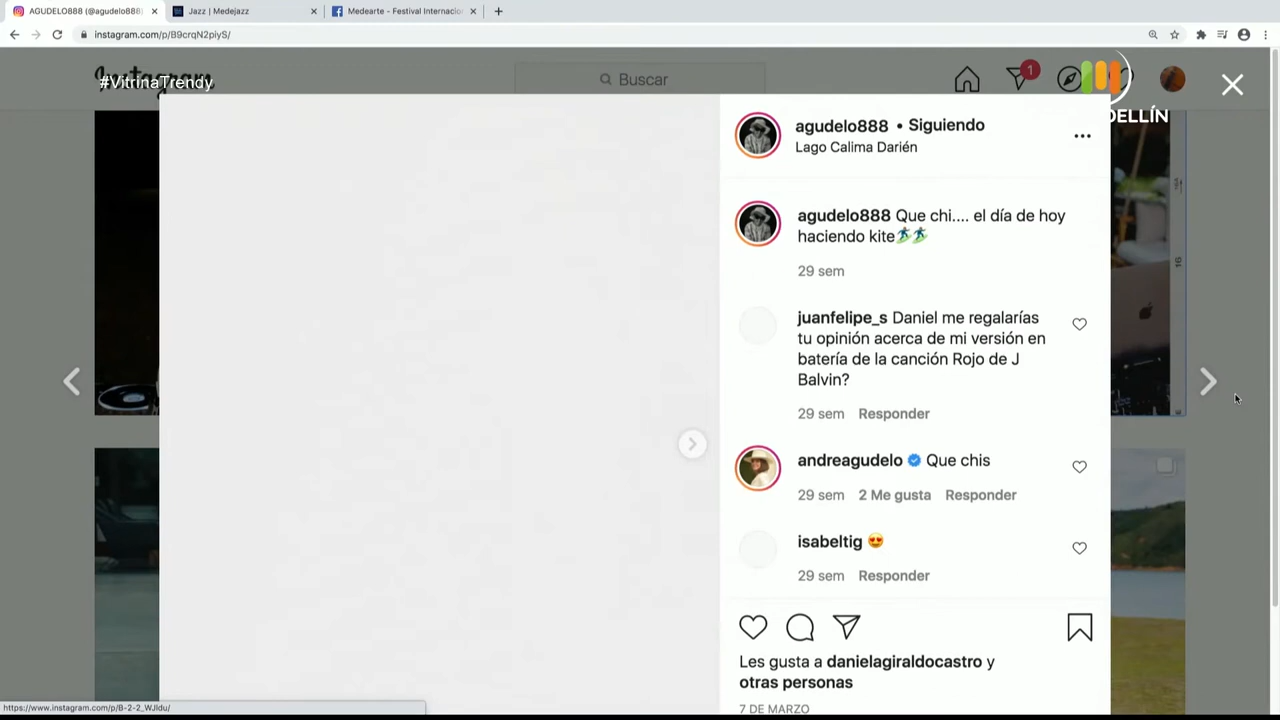 AGUDELO888 (@agudelo888)
Jazz | Medejazz
Medearte - Festival Internacio
instagram.com/p/B9crqN2piyS/
Instagram
#VitrinaTrendy
Buscar
1
DELLÍN
agudelo888 • Siguiendo
Lago Calima Darién
agudelo888 Que chi.... el día de hoy
haciendo kite🏄🏄
29 sem
juanfelipe_s Daniel me regalarías
tu opinión acerca de mi versión en
batería de la canción Rojo de J
Balvin?
29 sem Responder
andreagudelo Que chis
29 sem 2 Me gusta Responder
isabeltig 😍
29 sem Responder
Les gusta a danielagiraldocastro y
otras personas
7 DE MARZO
https://www.instagram.com/p/B-2-2_WJldu/